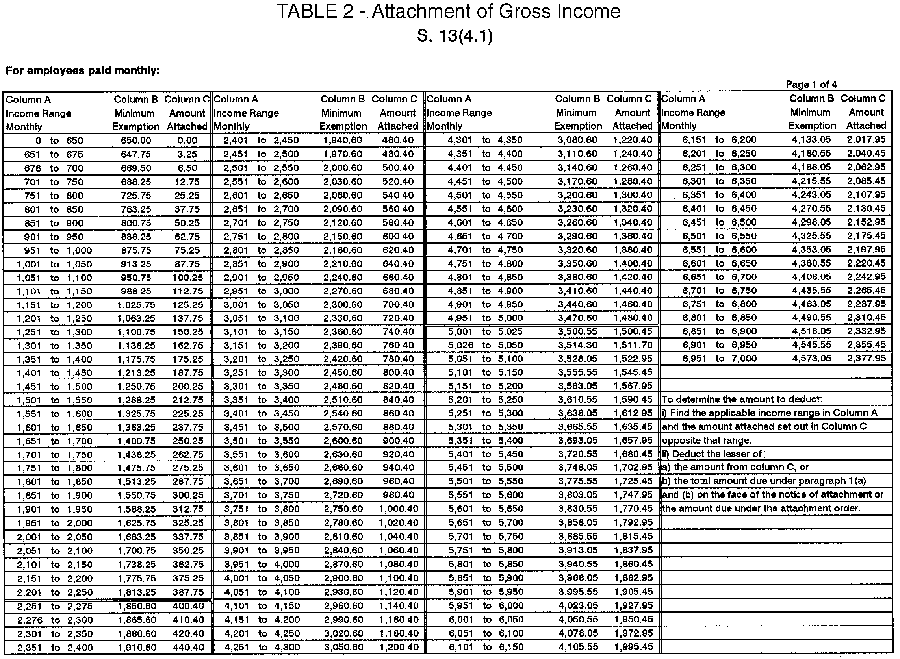 TABLE 2 - Attachment of Gross Income
S. 13(4.1)
For employees paid monthly:
Page 1 of 4
Column A Column B Column C Column A Column B Column C Column A Column B Column C Column A Column B Column C
Income Range Minimum Amount Income Range Minimum Amount Income Range Minimum Amount Income Range Minimum Amount
Monthly Exemption Attached Monthly Exemption Attached Monthly Exemption Attached Monthly Exemption Attached
0 to 650 650.00 0.00 2,401 to 2,450 1,940.60 460.40 4,301 to 4,350 3,080.60 1,220.40 6,151 to 6,200 4,133.05 2,017.95
651 to 675 647.75 3.25 2,451 to 2,500 1,970.60 480.40 4,351 to 4,400 3,110.60 1,240.40 6,201 to 6,250 4,160.55 2,040.45
676 to 700 669.50 6.50 2,501 to 2,550 2,000.60 500.40 4,401 to 4,450 3,140.60 1,260.40 6,251 to 6,300 4,188.05 2,062.95
701 to 750 688.25 12.75 2,551 to 2,600 2,030.60 520.40 4,451 to 4,500 3,170.60 1,280.40 6,301 to 6,350 4,215.55 2,085.45
751 to 800 725.75 25.25 2,601 to 2,650 2,060.60 540.40 4,501 to 4,550 3,200.60 1,300.40 6,351 to 6,400 4,243.05 2,107.95
801 to 850 763.25 37.75 2,651 to 2,700 2,090.60 560.40 4,551 to 4,600 3,230.60 1,320.40 6,401 to 6,450 4,270.55 2,130.45
851 to 900 800.75 50.25 2,701 to 2,750 2,120.60 580.40 4,601 to 4,650 3,260.60 1,340.40 6,451 to 6,500 4,298.05 2,152.95
901 to 950 838.25 62.75 2,751 to 2,800 2,150.60 600.40 4,651 to 4,700 3,290.60 1,360.40 6,501 to 6,550 4,325.55 2,175.45
951 to 1,000 875.75 75.25 2,801 to 2,850 2,180.60 620.40 4,701 to 4,750 3,320.60 1,380.40 6,551 to 6,600 4,353.05 2,197.95
1,001 to 1,050 913.25 87.75 2,851 to 2,900 2,210.60 640.40 4,751 to 4,800 3,350.60 1,400.40 6,601 to 6,650 4,380.55 2,220.45
1,051 to 1,100 950.75 100.25 2,901 to 2,950 2,240.60 660.40 4,801 to 4,850 3,380.60 1,420.40 6,651 to 6,700 4,408.05 2,242.95
1,101 to 1,150 988.25 112.75 2,951 to 3,000 2,270.60 680.40 4,851 to 4,900 3,410.60 1,440.40 6,701 to 6,750 4,435.55 2,265.45
1,151 to 1,200 1,025.75 125.25 3,001 to 3,050 2,300.60 700.40 4,901 to 4,950 3,440.60 1,460.40 6,751 to 6,800 4,463.05 2,287.95
1,201 to 1,250 1,063.25 137.75 3,051 to 3,100 2,330.60 720.40 4,951 to 5,000 3,470.60 1,480.40 6,801 to 6,850 4,490.55 2,310.45
1,251 to 1,300 1,100.75 150.25 3,101 to 3,150 2,360.60 740.40 5,001 to 5,025 3,500.55 1,500.45 6,851 to 6,900 4,518.05 2,332.95
1,301 to 1,350 1,138.25 162.75 3,151 to 3,200 2,390.60 760.40 5,026 to 5,050 3,514.30 1,511.70 6,901 to 6,950 4,545.55 2,355.45
1,351 to 1,400 1,175.75 175.25 3,201 to 3,250 2,420.60 780.40 5,051 to 5,100 3,528.05 1,522.95 6,951 to 7,000 4,573.05 2,377.95
1,401 to 1,450 1,213.25 187.75 3,251 to 3,300 2,450.60 800.40 5,101 to 5,150 3,555.55 1,545.45
1,451 to 1,500 1,250.75 200.25 3,301 to 3,350 2,480.60 820.40 5,151 to 5,200 3,583.05 1,567.95
1,501 to 1,550 1,288.25 212.75 3,351 to 3,400 2,510.60 840.40 5,201 to 5,250 3,610.55 1,590.45 To determine the amount to deduct:
1,551 to 1,600 1,325.75 225.25 3,401 to 3,450 2,540.60 860.40 5,251 to 5,300 3,638.05 1,612.95 i) Find the applicable income range in Column A
1,601 to 1,650 1,363.25 237.75 3,451 to 3,500 2,570.60 880.40 5,301 to 5,350 3,665.55 1,635.45 and the amount attached set out in Column C
1,651 to 1,700 1,400.75 250.25 3,501 to 3,550 2,600.60 900.40 5,351 to 5,400 3,693.05 1,657.95 opposite that range.
1,701 to 1,750 1,438.25 262.75 3,551 to 3,600 2,630.60 920.40 5,401 to 5,450 3,720.55 1,680.45 ii) Deduct the lesser of;
1,751 to 1,800 1,475.75 275.25 3,601 to 3,650 2,660.60 940.40 5,451 to 5,500 3,748.05 1,702.95 a) the amount from column C, or
1,801 to 1,850 1,513.25 287.75 3,651 to 3,700 2,690.60 960.40 5,501 to 5,550 3,775.55 1,725.45 b) the total amount due under paragraph 1(a)
1,851 to 1,900 1,550.75 300.25 3,701 to 3,750 2,720.60 980.40 5,551 to 5,600 3,803.05 1,747.95 and (b) on the face of the notice of attachment or
1,901 to 1,950 1,588.25 312.75 3,751 to 3,800 2,750.60 1,000.40 5,601 to 5,650 3,830.55 1,770.45 the amount due under the attachment order.
1,951 to 2,000 1,625.75 325.25 3,801 to 3,850 2,780.60 1,020.40 5,651 to 5,700 3,858.05 1,792.95
2,001 to 2,050 1,663.25 337.75 3,851 to 3,900 2,810.60 1,040.40 5,701 to 5,750 3,885.55 1,815.45
2,051 to 2,100 1,700.75 350.25 3,901 to 3,950 2,840.60 1,060.40 5,751 to 5,800 3,913.05 1,837.95
2,101 to 2,150 1,738.25 362.75 3,951 to 4,000 2,870.60 1,080.40 5,801 to 5,850 3,940.55 1,860.45
2,151 to 2,200 1,775.75 375.25 4,001 to 4,050 2,900.60 1,100.40 5,851 to 5,900 3,968.05 1,882.95
2,201 to 2,250 1,813.25 387.75 4,051 to 4,100 2,930.60 1,120.40 5,901 to 5,950 3,995.55 1,905.45
2,251 to 2,275 1,850.60 400.40 4,101 to 4,150 2,960.60 1,140.40 5,951 to 6,000 4,023.05 1,927.95
2,276 to 2,300 1,865.60 410.40 4,151 to 4,200 2,990.60 1,160.40 6,001 to 6,050 4,050.55 1,950.45
2,301 to 2,350 1,880.60 420.40 4,201 to 4,250 3,020.60 1,180.40 6,051 to 6,100 4,078.05 1,972.95
2,351 to 2,400 1,910.60 440.40 4,251 to 4,300 3,050.60 1,200.40 6,101 to 6,150 4,105.55 1,995.45